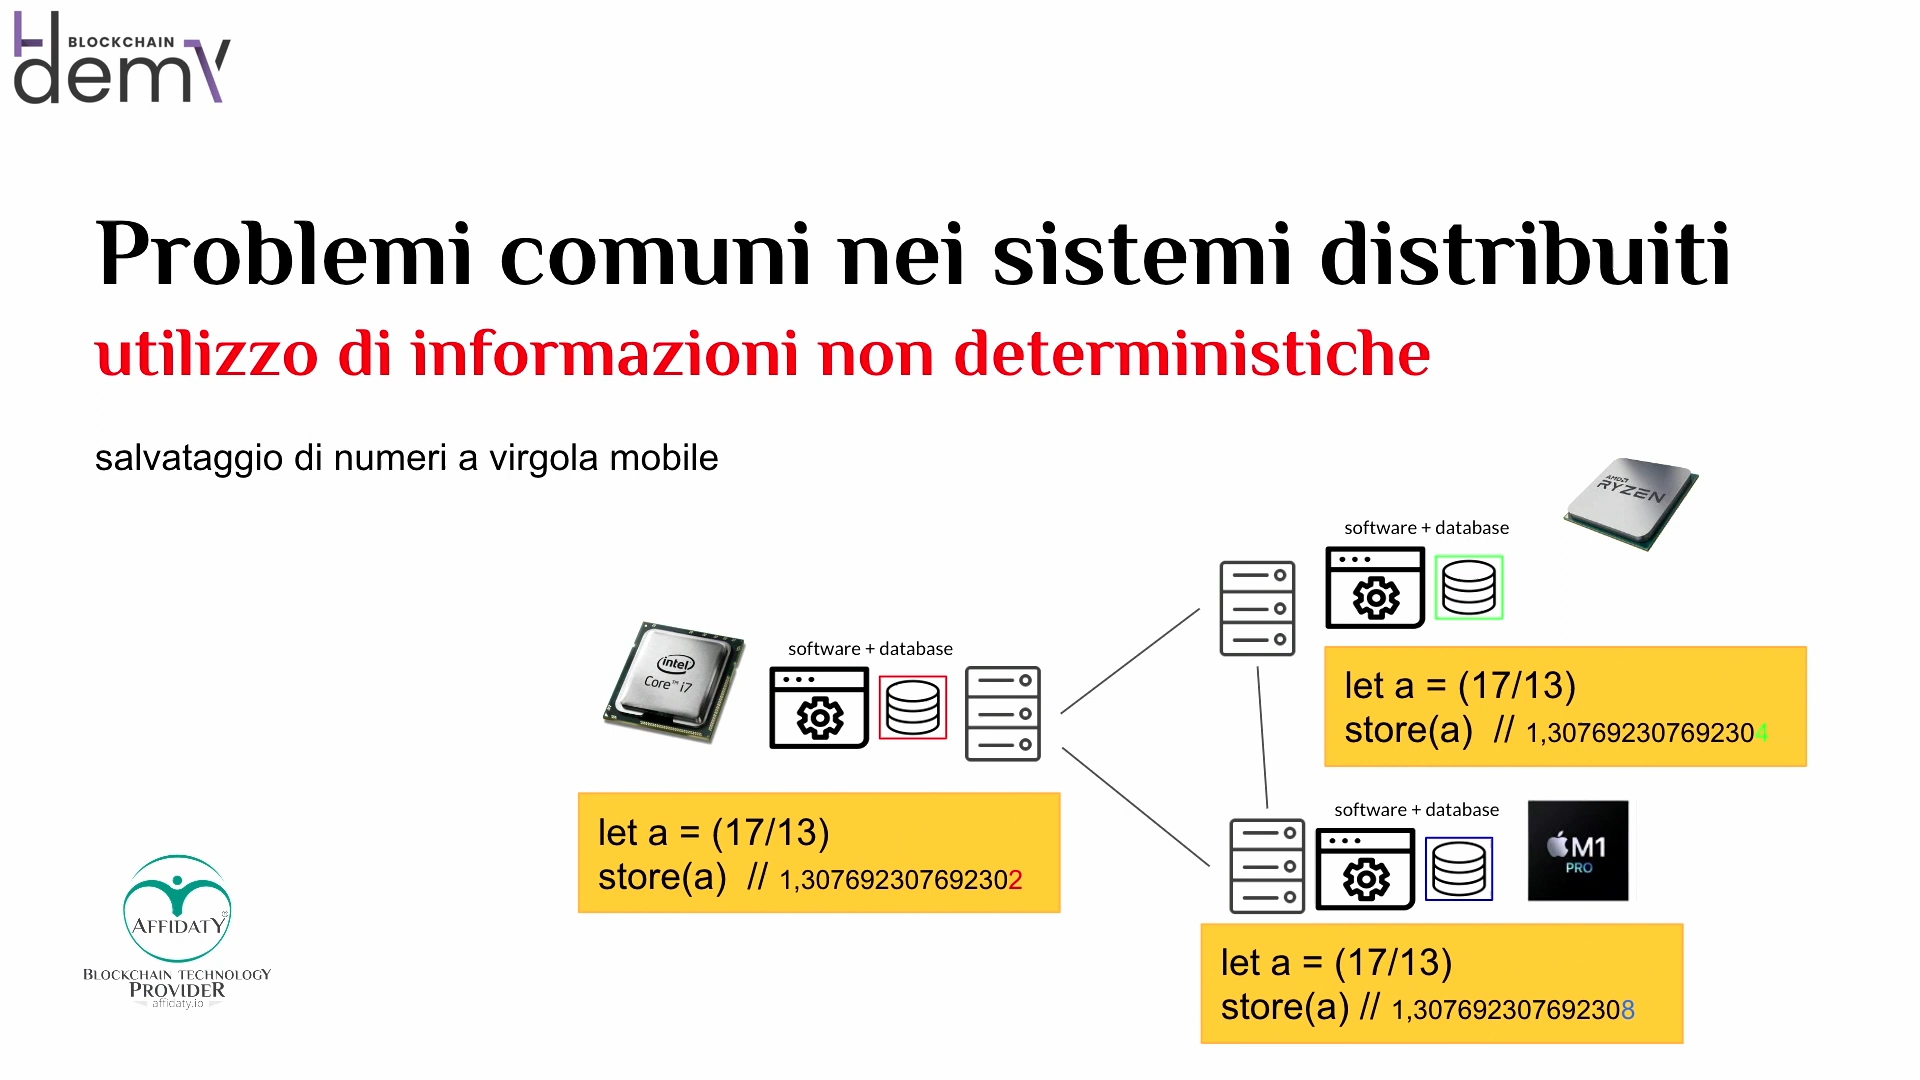 BLOCKCHAIN
demy
Problemi comuni nei sistemi distribuiti
utilizzo di informazioni non deterministiche
salvataggio di numeri a virgola mobile
AMD
RYZEN
software + database
let a = (17/13)
store(a) // 1,307692307692304
intel
Core™ i7
software + database
let a = (17/13)
store(a) // 1,307692307692302
software + database
M1
PRO
let a = (17/13)
store(a) // 1,307692307692308
AFFIDATY
BLOCKCHAIN TECHNOLOGY
PROVIDER
affidaty.io